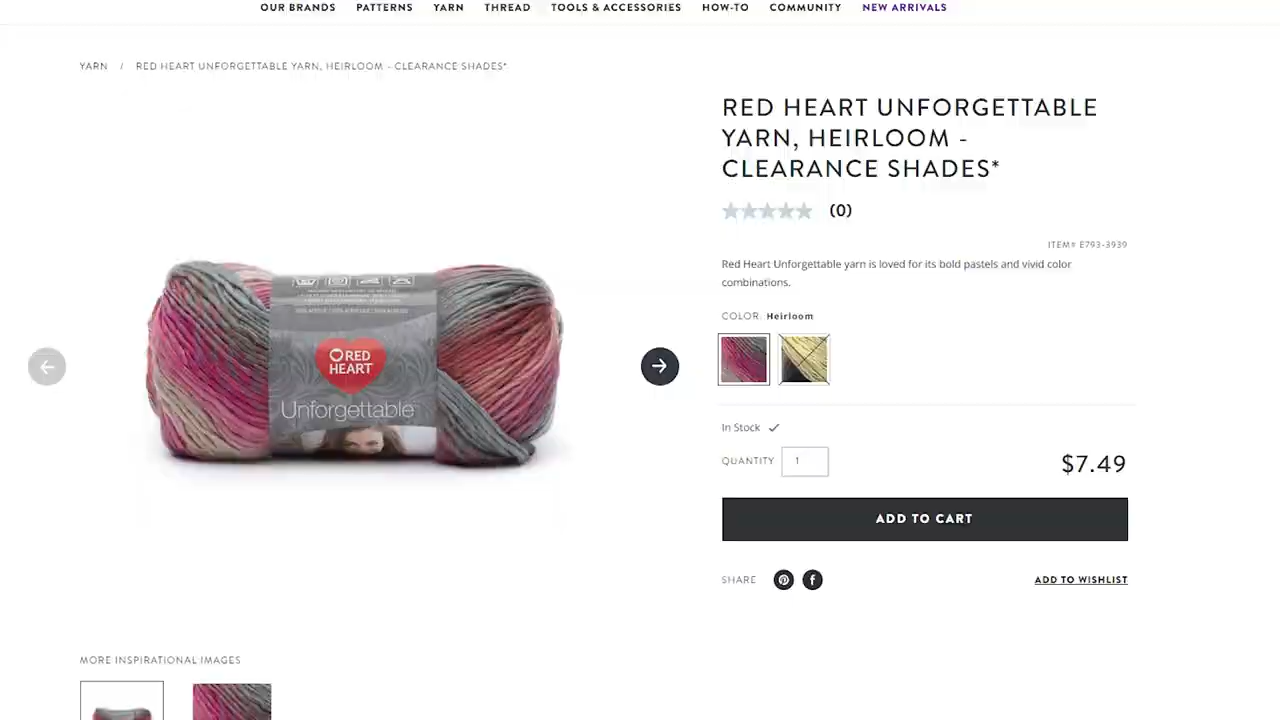 OUR BRANDS PATTERNS YARN THREAD TOOLS & ACCESSORIES HOW-TO COMMUNITY NEW ARRIVALS
YARN / RED HEART UNFORGETTABLE YARN, HEIRLOOM - CLEARANCE SHADES*
RED HEART UNFORGETTABLE
YARN, HEIRLOOM -
CLEARANCE SHADES*
(0)
ITEM# E793-3939
Red Heart Unforgettable yarn is loved for its bold pastels and vivid color
combinations.
COLOR: Heirloom
In Stock
QUANTITY 1
$7.49
ADD TO CART
SHARE
ADD TO WISHLIST
RED
HEART
Unforgettable
MORE INSPIRATIONAL IMAGES